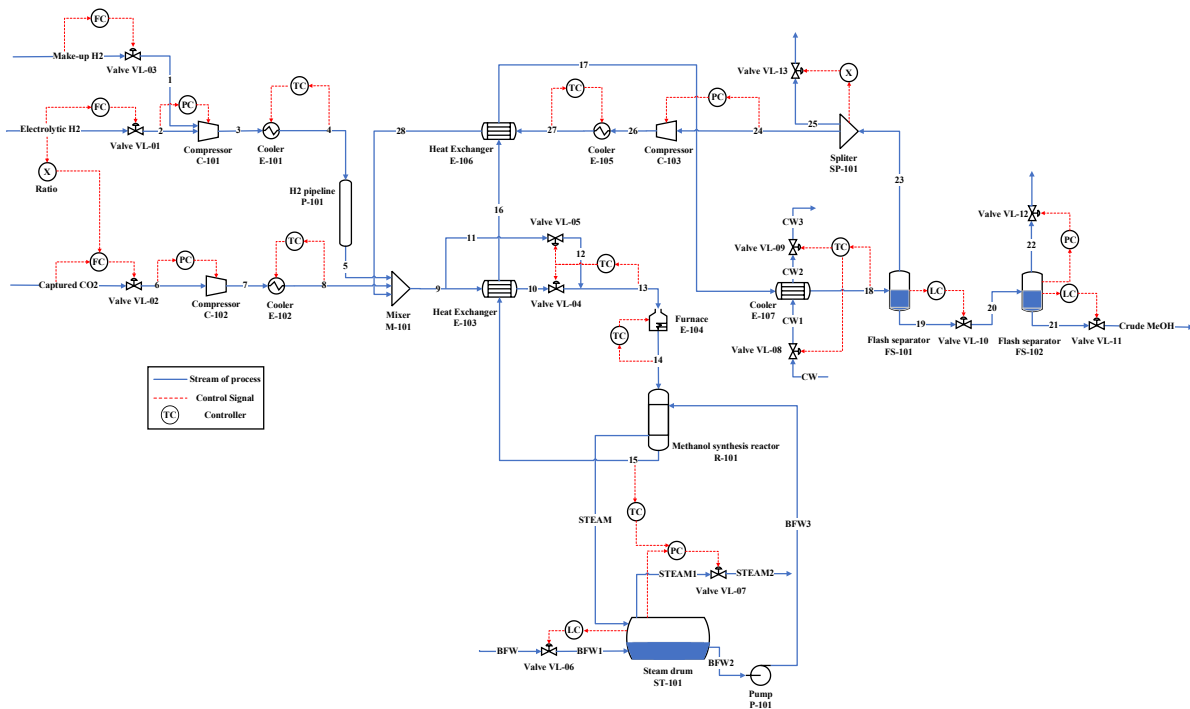 FC
Make-up H2
Valve VL-03
1
FC
PC
TC
Electrolytic H2
2
3
4
Valve VL-01
Compressor
C-101
Cooler
E-101
X
Ratio
H2 pipeline
P-101
FC
PC
TC
5
Captured CO2
6
7
8
Valve VL-02
Compressor
C-102
Cooler
E-102
Mixer
M-101
17
28
TC
PC
27
26
24
25
Heat Exchanger
E-106
Cooler
E-105
Compressor
C-103
Valve VL-13
X
Spliter
SP-101
23
16
11
Valve VL-05
12
TC
9
10
13
Heat Exchanger
E-103
Valve VL-04
Furnace
E-104
TC
14
CW3
Valve VL-09
TC
CW2
18
Cooler
E-107
CW1
Valve VL-08
CW
LC
19
20
Flash separator
FS-101
Valve VL-10
Valve VL-12
22
PC
LC
21
Crude MeOH
Flash separator
FS-102
Valve VL-11
Stream of process
Control Signal
TC
Controller
Methanol synthesis reactor
R-101
15
TC
STEAM
BFW3
PC
STEAM1
STEAM2
Valve VL-07
LC
BFW
BFW1
Valve VL-06
Steam drum
ST-101
BFW2
Pump
P-101